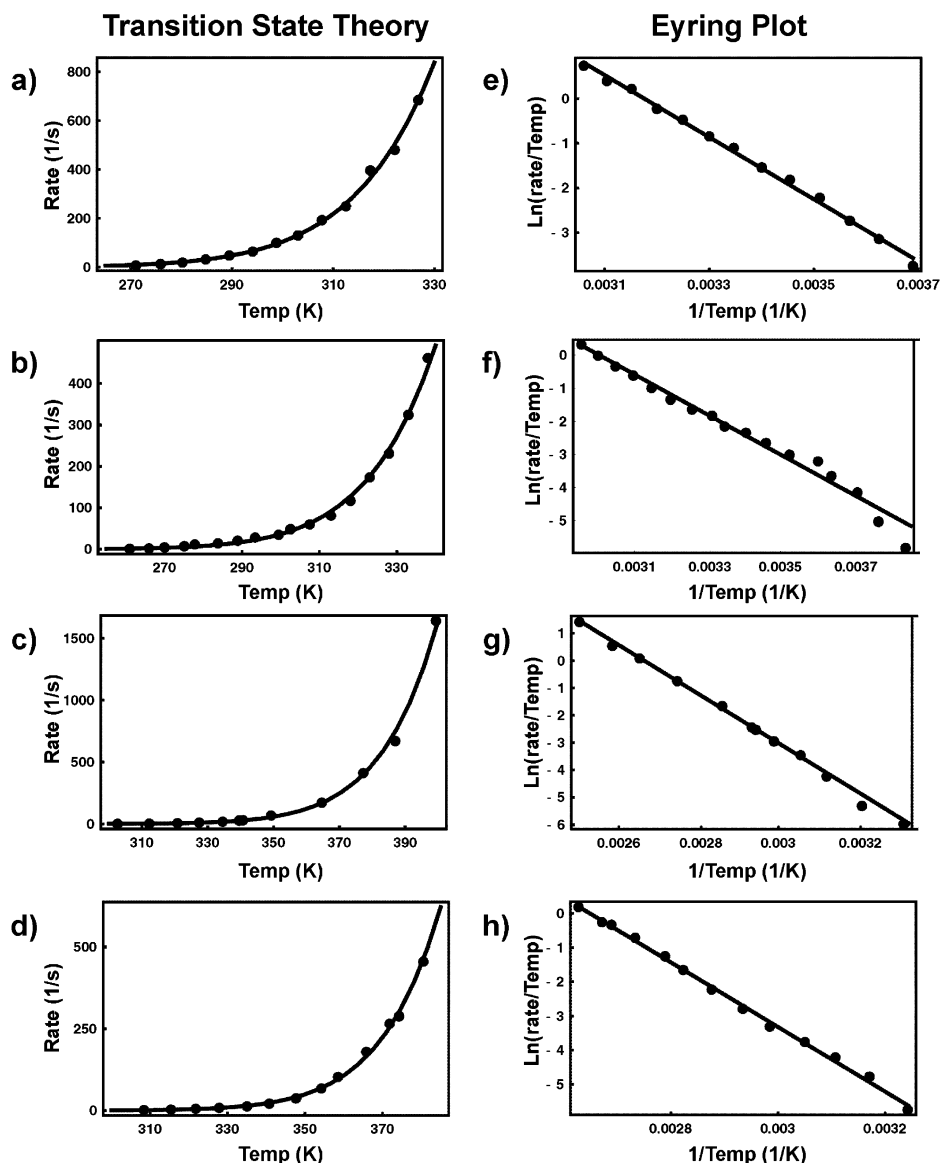 Transition State Theory
Eyring Plot
a)
800
600
400
200
0
Rate (1/s)
270
290
310
330
Temp (K)
e)
0
- 1
- 2
- 3
Ln(rate/Temp)
0.0031
0.0033
0.0035
0.0037
1/Temp (1/K)
b)
400
300
200
100
0
Rate (1/s)
270
290
310
330
Temp (K)
f)
0
- 1
- 2
- 3
- 4
- 5
Ln(rate/Temp)
0.0031
0.0033
0.0035
0.0037
1/Temp (1/K)
c)
1500
1000
500
0
Rate (1/s)
310
330
350
370
390
Temp (K)
g)
1
0
- 1
- 2
- 3
- 4
- 5
- 6
Ln(rate/Temp)
0.0026
0.0028
0.003
0.0032
1/Temp (1/K)
d)
500
250
0
Rate (1/s)
310
330
350
370
Temp (K)
h)
0
- 1
- 2
- 3
- 4
- 5
Ln(rate/Temp)
0.0028
0.003
0.0032
1/Temp (1/K)